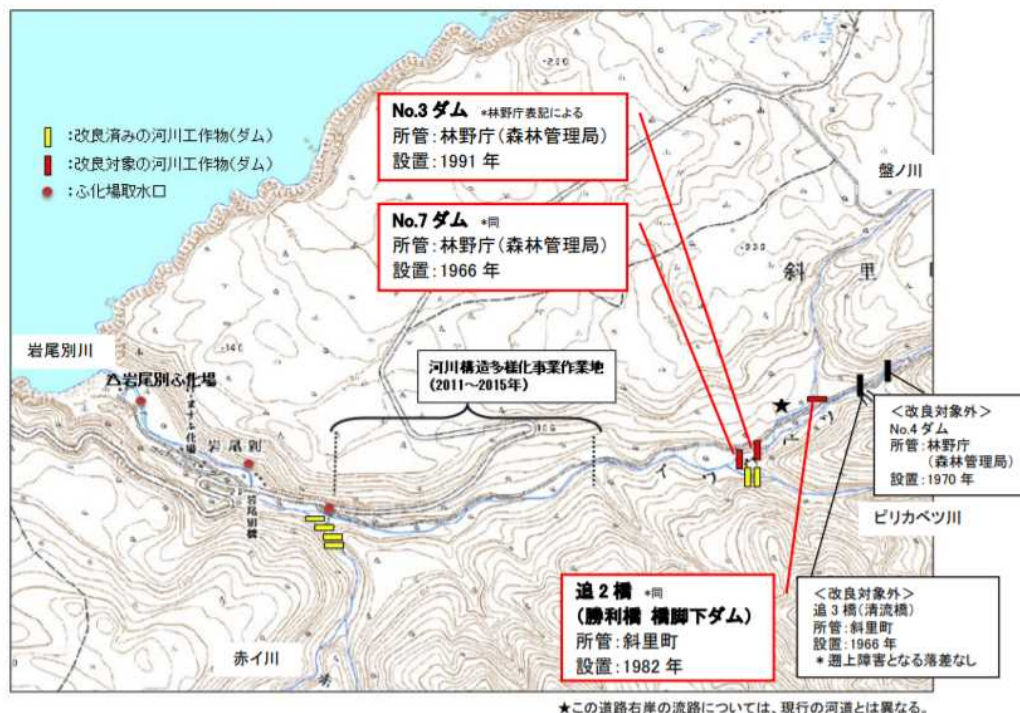 :改良済みの河川工作物(ダム)
:改良対象の河川工作物(ダム)
:ふ化場取水口
No.3 ダム *林野庁表記による
所管:林野庁(森林管理局)
設置:1991 年
No.7 ダム *同
所管:林野庁(森林管理局)
設置:1966 年
盤ノ川
斜里
岩尾別川
岩尾別ふ化場
岩尾別
岩尾別橋
河川構造多様化事業作業地
(2011~2015年)
★
<改良対象外>
No.4 ダム
所管:林野庁
(森林管理局)
設置:1970 年
ピリカベツ川
追 2 橋 *同
(勝利橋 橋脚下ダム)
所管:斜里町
設置:1982 年
<改良対象外>
追 3 橋(清流橋)
所管:斜里町
設置:1966 年
*遡上障害となる落差なし
赤イ川
★この道路右岸の流路については、現行の河道とは異なる。